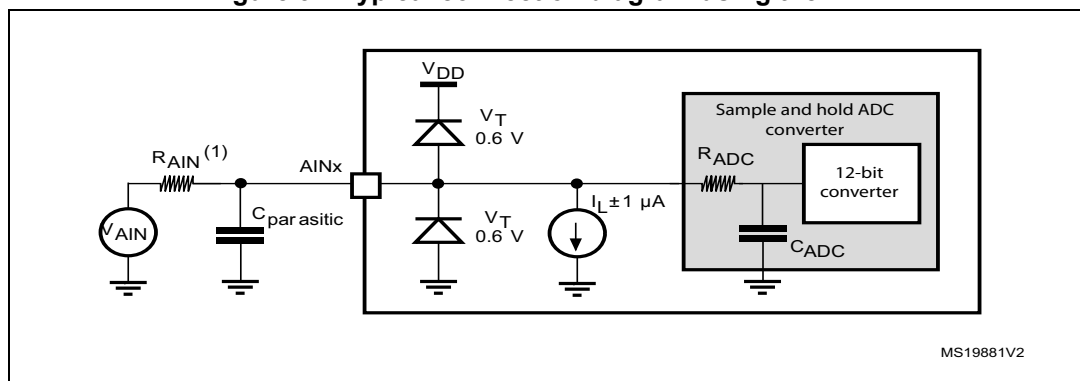 V_DD
V_T
0.6 V
Sample and hold ADC
converter
R_AIN (1)
AINx
R_ADC
12-bit
converter
V_AIN
C_parasitic
V_T
0.6 V
I_L±1 µA
C_ADC
MS19881V2